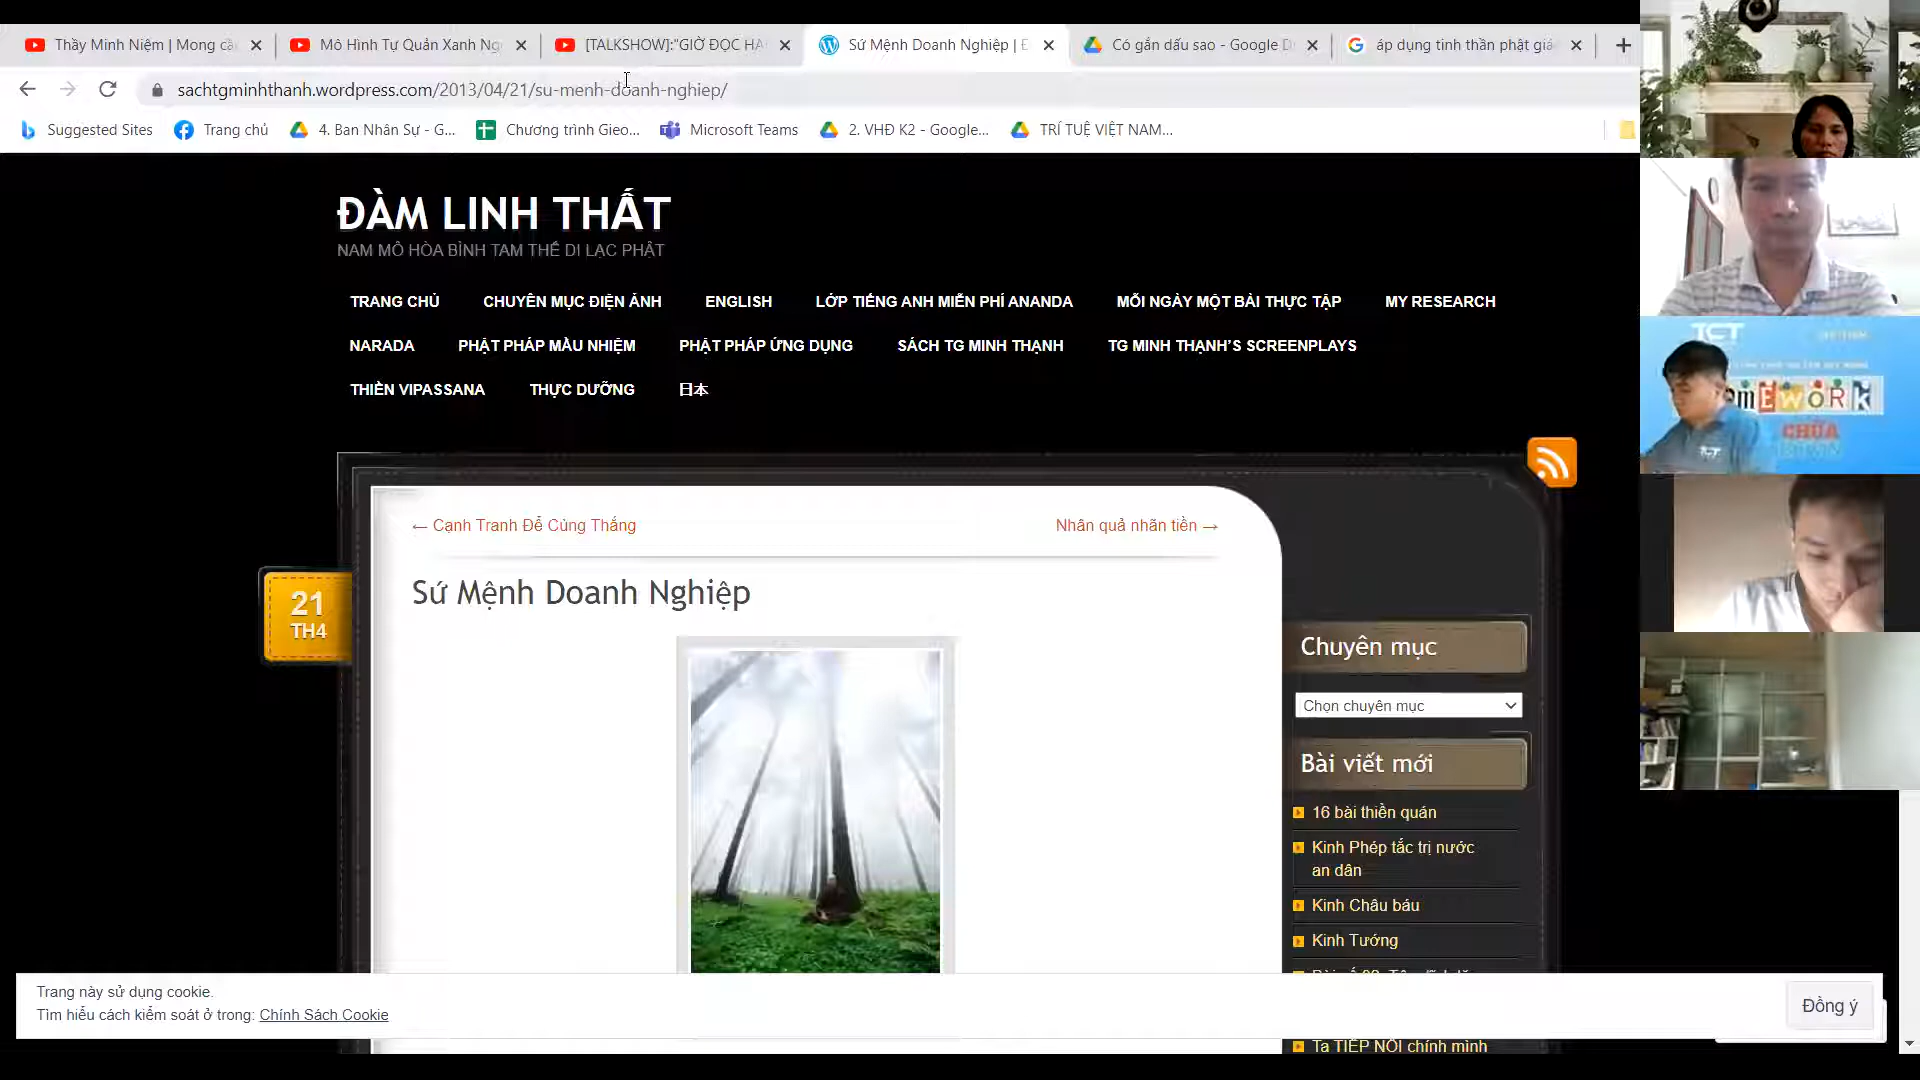 Thầy Minh Niệm | Mong cầ
Mô Hình Tự Quản Xanh Ng
[TALKSHOW]:"GIỜ ĐỌC HẠ
Sứ Mệnh Doanh Nghiệp | Đ
Có gắn dấu sao - Google D
áp dụng tinh thần phật giá
sachtgminhthanh.wordpress.com/2013/04/21/su-menh-doanh-nghiep/
Suggested Sites
Trang chủ
4. Ban Nhân Sự - G...
Chương trình Gieo...
Microsoft Teams
2. VHĐ K2 - Google...
TRÍ TUỆ VIỆT NAM...
ĐÀM LINH THẤT
NAM MÔ HÒA BÌNH TAM THẾ DI LẠC PHẬT
TRANG CHỦ CHUYÊN MỤC ĐIỆN ẢNH ENGLISH LỚP TIẾNG ANH MIỄN PHÍ ANANDA MỖI NGÀY MỘT BÀI THỰC TẬP MY RESEARCH
NARADA PHẬT PHÁP MẦU NHIỆM PHẬT PHÁP ỨNG DỤNG SÁCH TG MINH THẠNH TG MINH THẠNH'S SCREENPLAYS
THIỀN VIPASSANA THỰC DƯỠNG 日本
← Cạnh Tranh Để Cùng Thắng
Nhân quả nhãn tiền →
21
TH4
Sứ Mệnh Doanh Nghiệp
Chuyên mục
Chọn chuyên mục
Bài viết mới
16 bài thiền quán
Kinh Phép tắc trị nước
an dân
Kinh Châu báu
Kinh Tướng
Ta TIẾP NỐI chính mình
Trang này sử dụng cookie.
Tìm hiểu cách kiểm soát ở trong: Chính Sách Cookie
Đồng ý
TCT
CHÙA
TCT